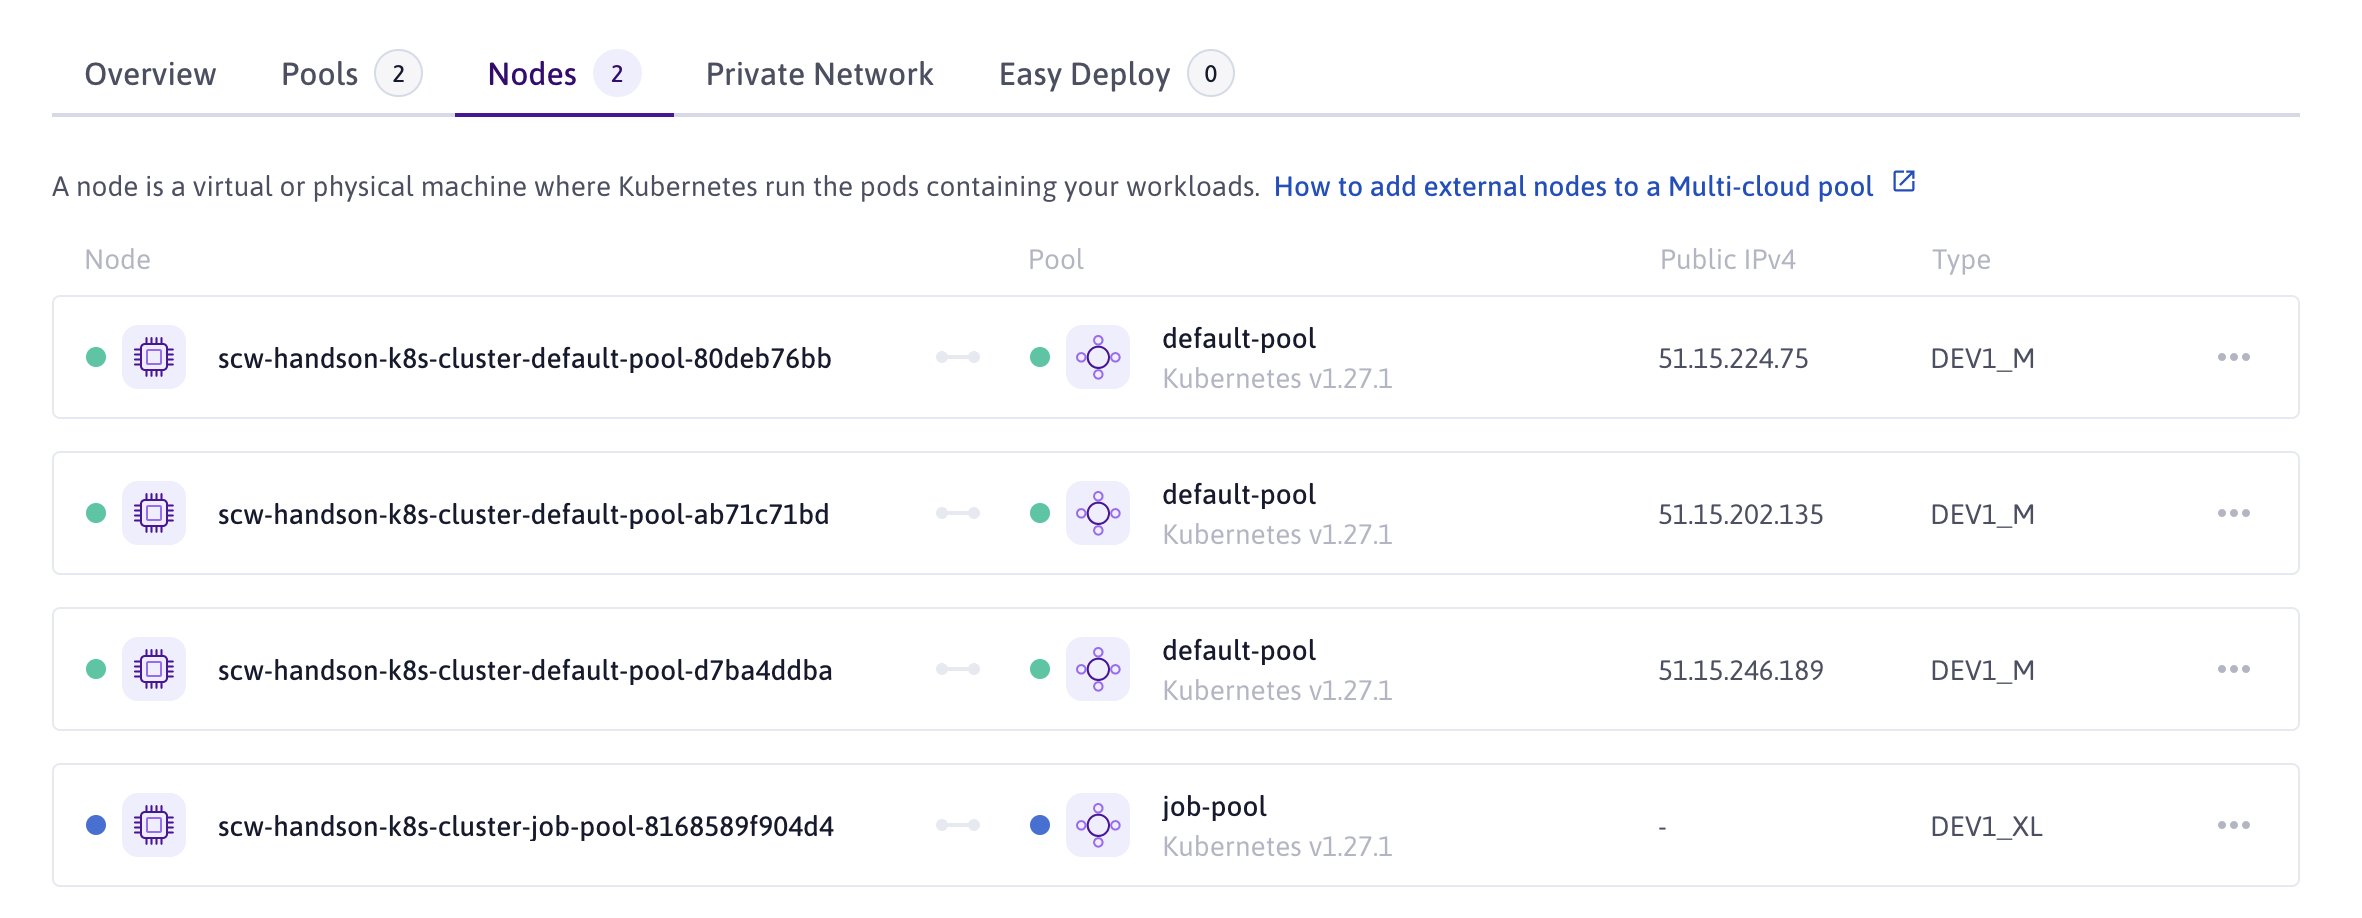 Overview Pools 2 Nodes 2 Private Network Easy Deploy 0
A node is a virtual or physical machine where Kubernetes run the pods containing your workloads. How to add external nodes to a Multi-cloud pool
Node Pool Public IPv4 Type
scw-handson-k8s-cluster-default-pool-80deb76bb default-pool 51.15.224.75 DEV1_M
Kubernetes v1.27.1
scw-handson-k8s-cluster-default-pool-ab71c71bd default-pool 51.15.202.135 DEV1_M
Kubernetes v1.27.1
scw-handson-k8s-cluster-default-pool-d7ba4ddba default-pool 51.15.246.189 DEV1_M
Kubernetes v1.27.1
scw-handson-k8s-cluster-job-pool-8168589f904d4 job-pool - DEV1_XL
Kubernetes v1.27.1